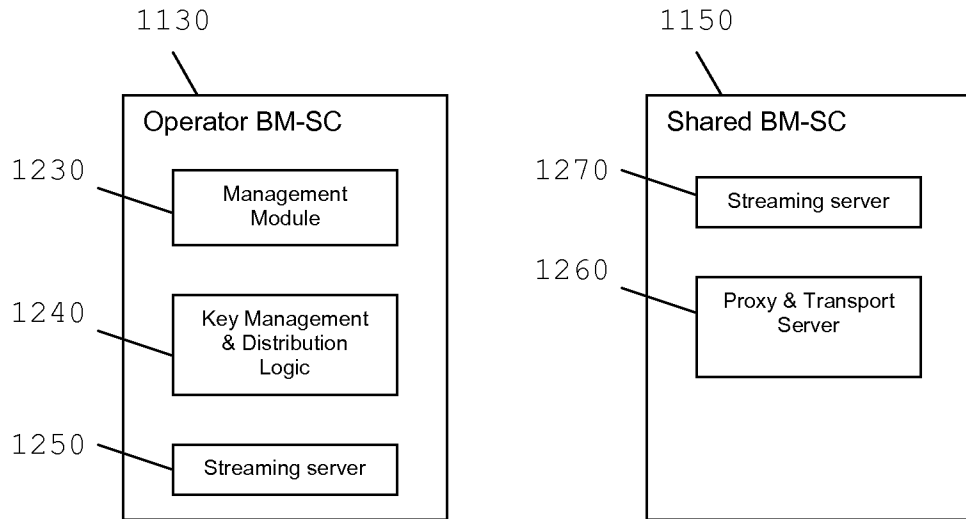 1130
1150
Operator BM-SC
Shared BM-SC
1230
Management
Module
1270
Streaming server
1240
Key Management
& Distribution
Logic
1260
Proxy & Transport
Server
1250
Streaming server